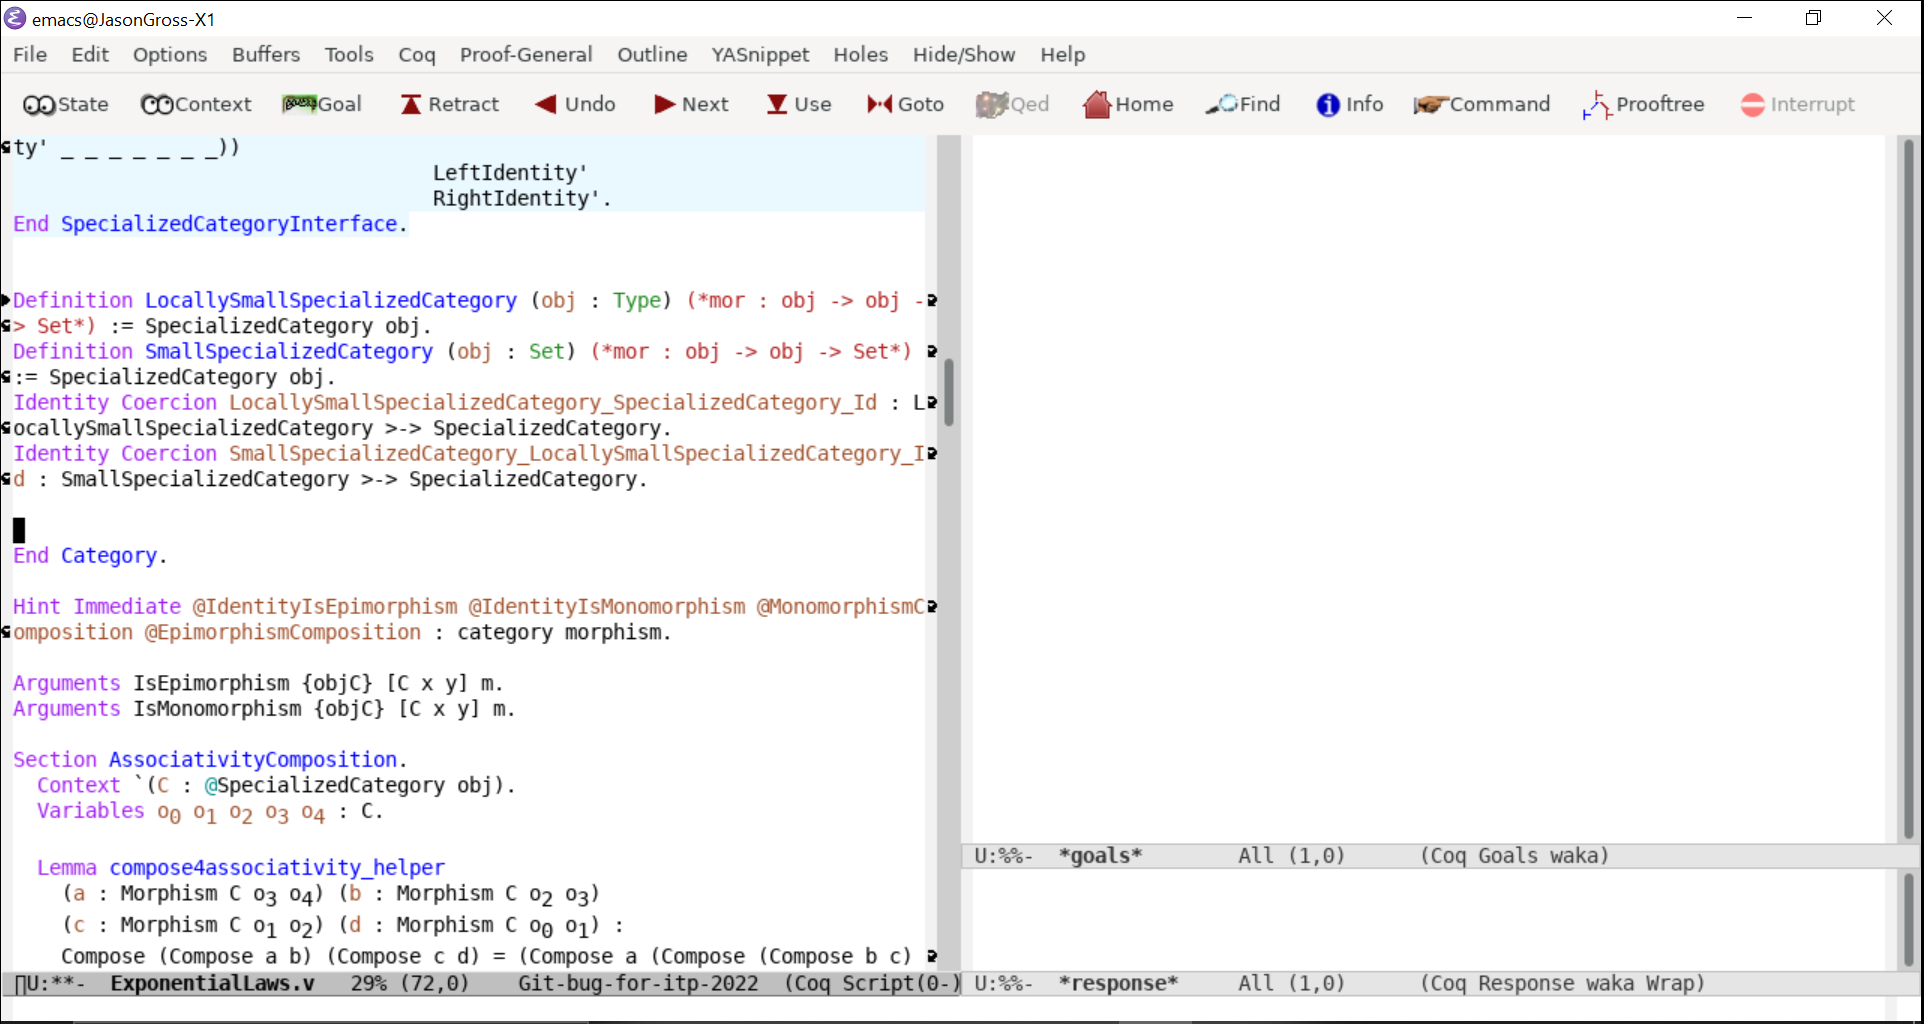 emacs@JasonGross-X1
File Edit Options Buffers Tools Coq Proof-General Outline YASnippet Holes Hide/Show Help
State Context Goal Retract Undo Next Use Goto Qed Home Find Info Command Prooftree Interrupt
ty' _ _ _ _ _ _ _))
LeftIdentity'
RightIdentity'.
End SpecializedCategoryInterface.
Definition LocallySmallSpecializedCategory (obj : Type) (*mor : obj -> obj -
> Set*) := SpecializedCategory obj.
Definition SmallSpecializedCategory (obj : Set) (*mor : obj -> obj -> Set*)
:= SpecializedCategory obj.
Identity Coercion LocallySmallSpecializedCategory_SpecializedCategory_Id : L
ocallySmallSpecializedCategory >-> SpecializedCategory.
Identity Coercion SmallSpecializedCategory_LocallySmallSpecializedCategory_I
d : SmallSpecializedCategory >-> SpecializedCategory.
End Category.
Hint Immediate @IdentityIsEpimorphism @IdentityIsMonomorphism @MonomorphismC
omposition @EpimorphismComposition : category morphism.
Arguments IsEpimorphism {objC} [C x y] m.
Arguments IsMonomorphism {objC} [C x y] m.
Section AssociativityComposition.
Context `(C : @SpecializedCategory obj).
Variables o0 o1 o2 o3 o4 : C.
Lemma compose4associativity_helper
(a : Morphism C o3 o4) (b : Morphism C o2 o3)
(c : Morphism C o1 o2) (d : Morphism C o0 o1) :
Compose (Compose a b) (Compose c d) = (Compose a (Compose (Compose b c)
U:**- ExponentialLaws.v 29% (72,0) Git-bug-for-itp-2022 (Coq Script(0-)
U:%%- *goals* All (1,0) (Coq Goals waka)
U:%%- *response* All (1,0) (Coq Response waka Wrap)